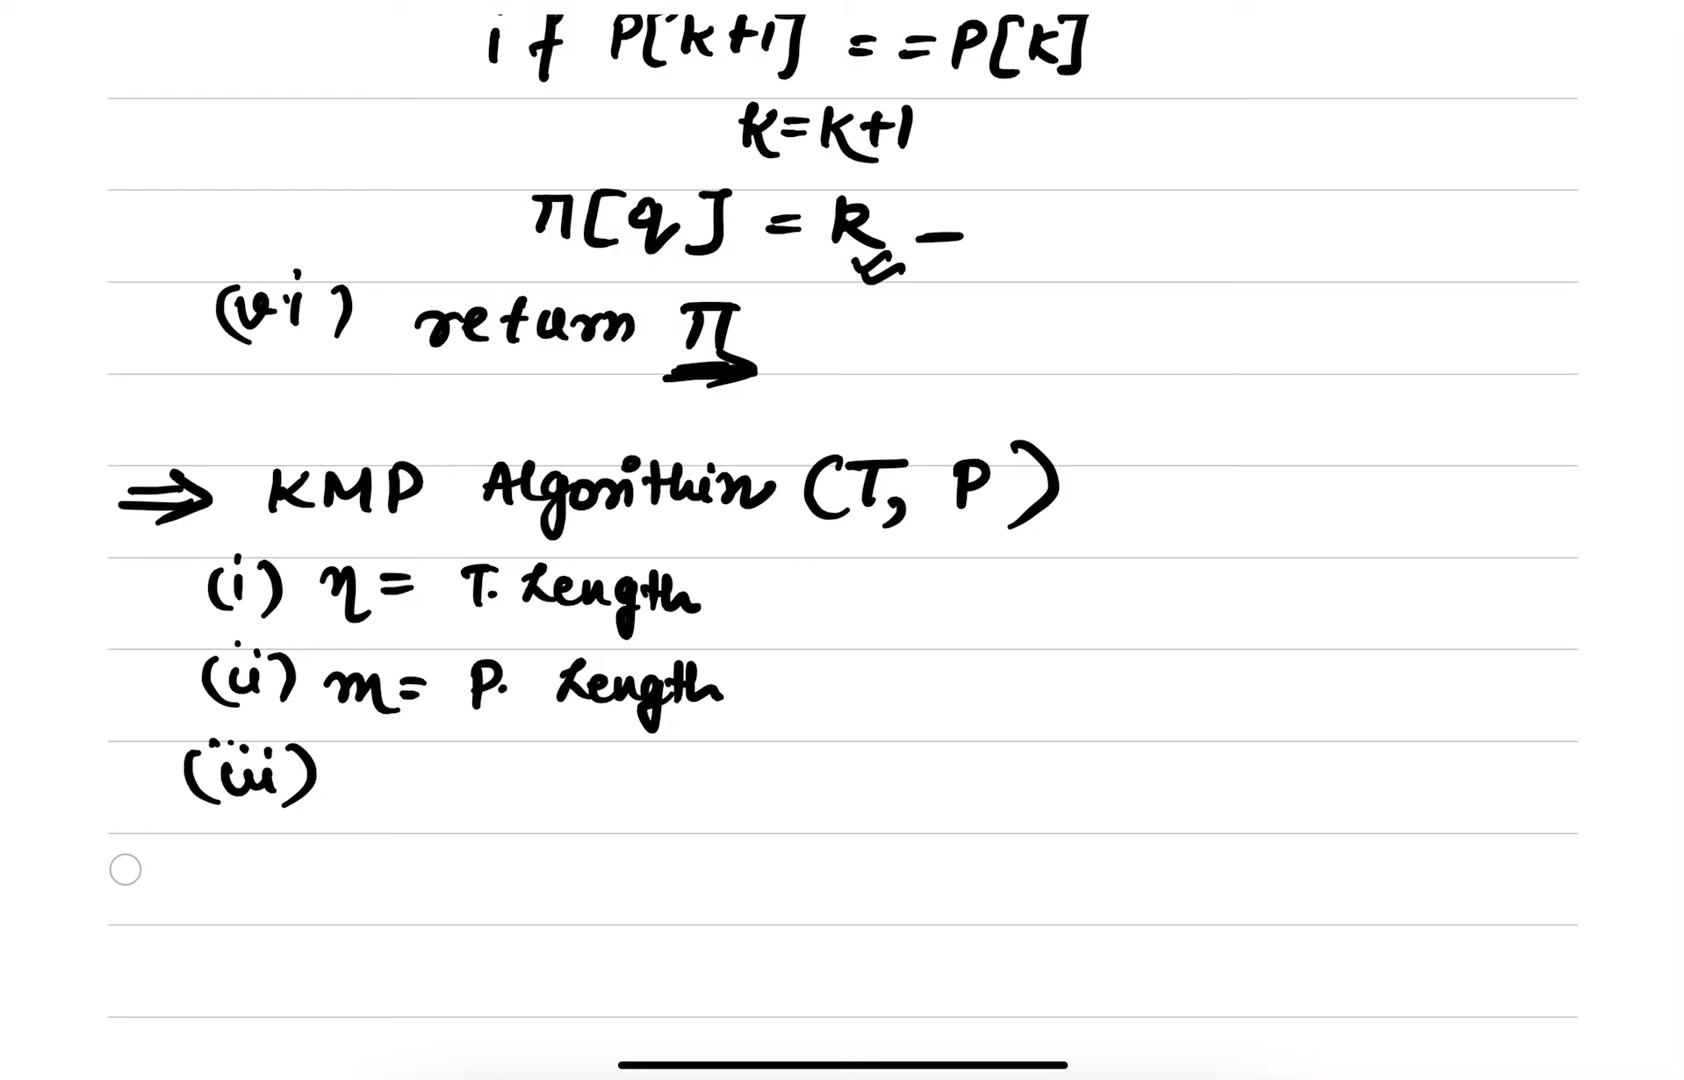 if P[k+1] == P[k]
k=k+1
π[q] = k
(vi) return π
⇒ KMP Algorithm (T, P)
(i) n= T. Length
(ii) m= P. Length
(iii)